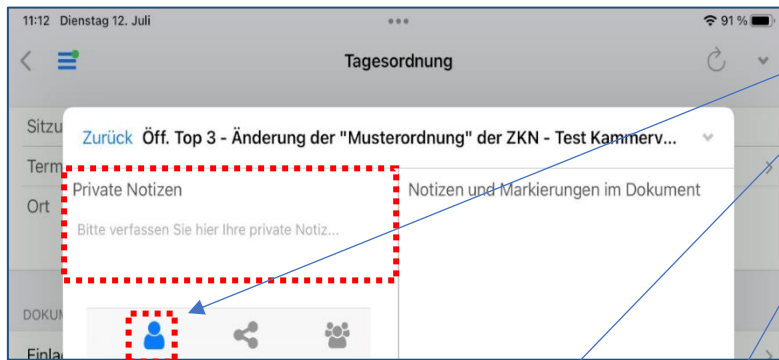 11:12 Dienstag 12. Juli
91 %
Tagesordnung
Sitzu
Zurück Öff. Top 3 - Änderung der "Musterordnung" der ZKN - Test Kammerv...
Term
Private Notizen
Notizen und Markierungen im Dokument
Ort
Bitte verfassen Sie hier Ihre private Notiz...
DOKUM
Einla